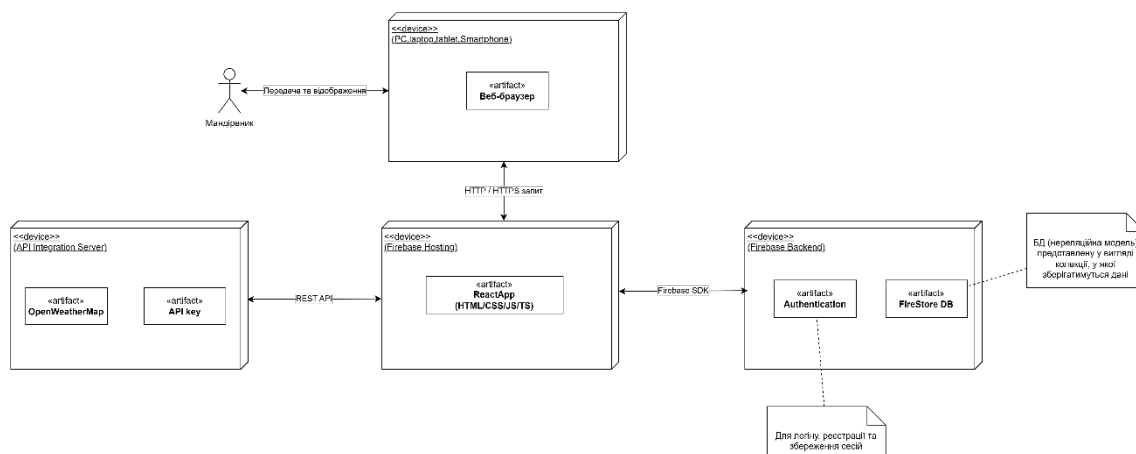 <<device>>
(PC,laptop,tablet,Smartphone)
«artifact»
Веб-браузер
Передача та відображення
Мандрівник
HTTP / HTTPS запит
<<device>>
(API Integration Server)
«artifact»
OpenWeatherMap
«artifact»
API key
REST API
<<device>>
(Firebase Hosting)
«artifact»
ReactApp
(HTML/CSS/JS/TS)
Firebase SDK
<<device>>
(Firebase Backend)
«artifact»
Authentication
«artifact»
FireStore DB
БД (нереляційна модель)
представлену у вигляді
колекції, у якої
зберігатимуться дані
Для логіну, реєстрації та
збереження сесій